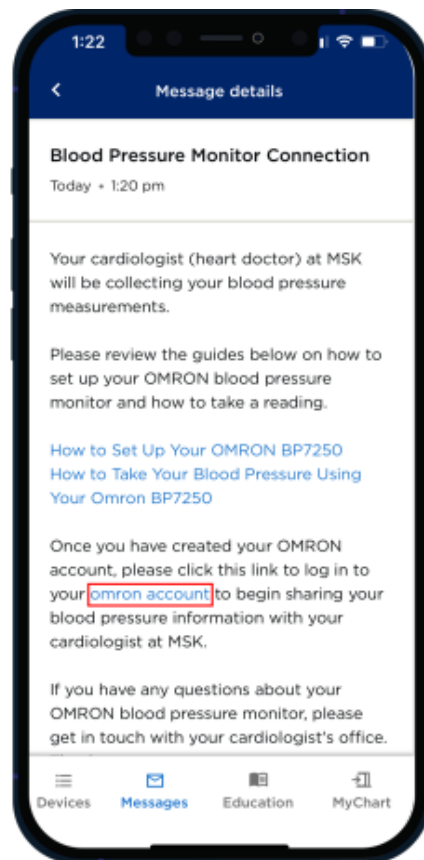 1:22
Message details
Blood Pressure Monitor Connection
Today • 1:20 pm
Your cardiologist (heart doctor) at MSK
will be collecting your blood pressure
measurements.
Please review the guides below on how to
set up your OMRON blood pressure
monitor and how to take a reading.
How to Set Up Your OMRON BP7250
How to Take Your Blood Pressure Using
Your Omron BP7250
Once you have created your OMRON
account, please click this link to log in to
your omron account to begin sharing your
blood pressure information with your
cardiologist at MSK.
If you have any questions about your
OMRON blood pressure monitor, please
get in touch with your cardiologist's office.
Devices Messages Education MyChart